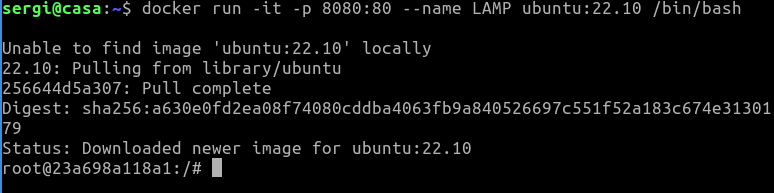 sergi@casa:~$ docker run -it -p 8080:80 --name LAMP ubuntu:22.10 /bin/bash
Unable to find image 'ubuntu:22.10' locally
22.10: Pulling from library/ubuntu
256644d5a307: Pull complete
Digest: sha256:a630e0fd2ea08f74080cddba4063fb9a840526697c551f52a183c674e31301
79
Status: Downloaded newer image for ubuntu:22.10
root@23a698a118a1:/#